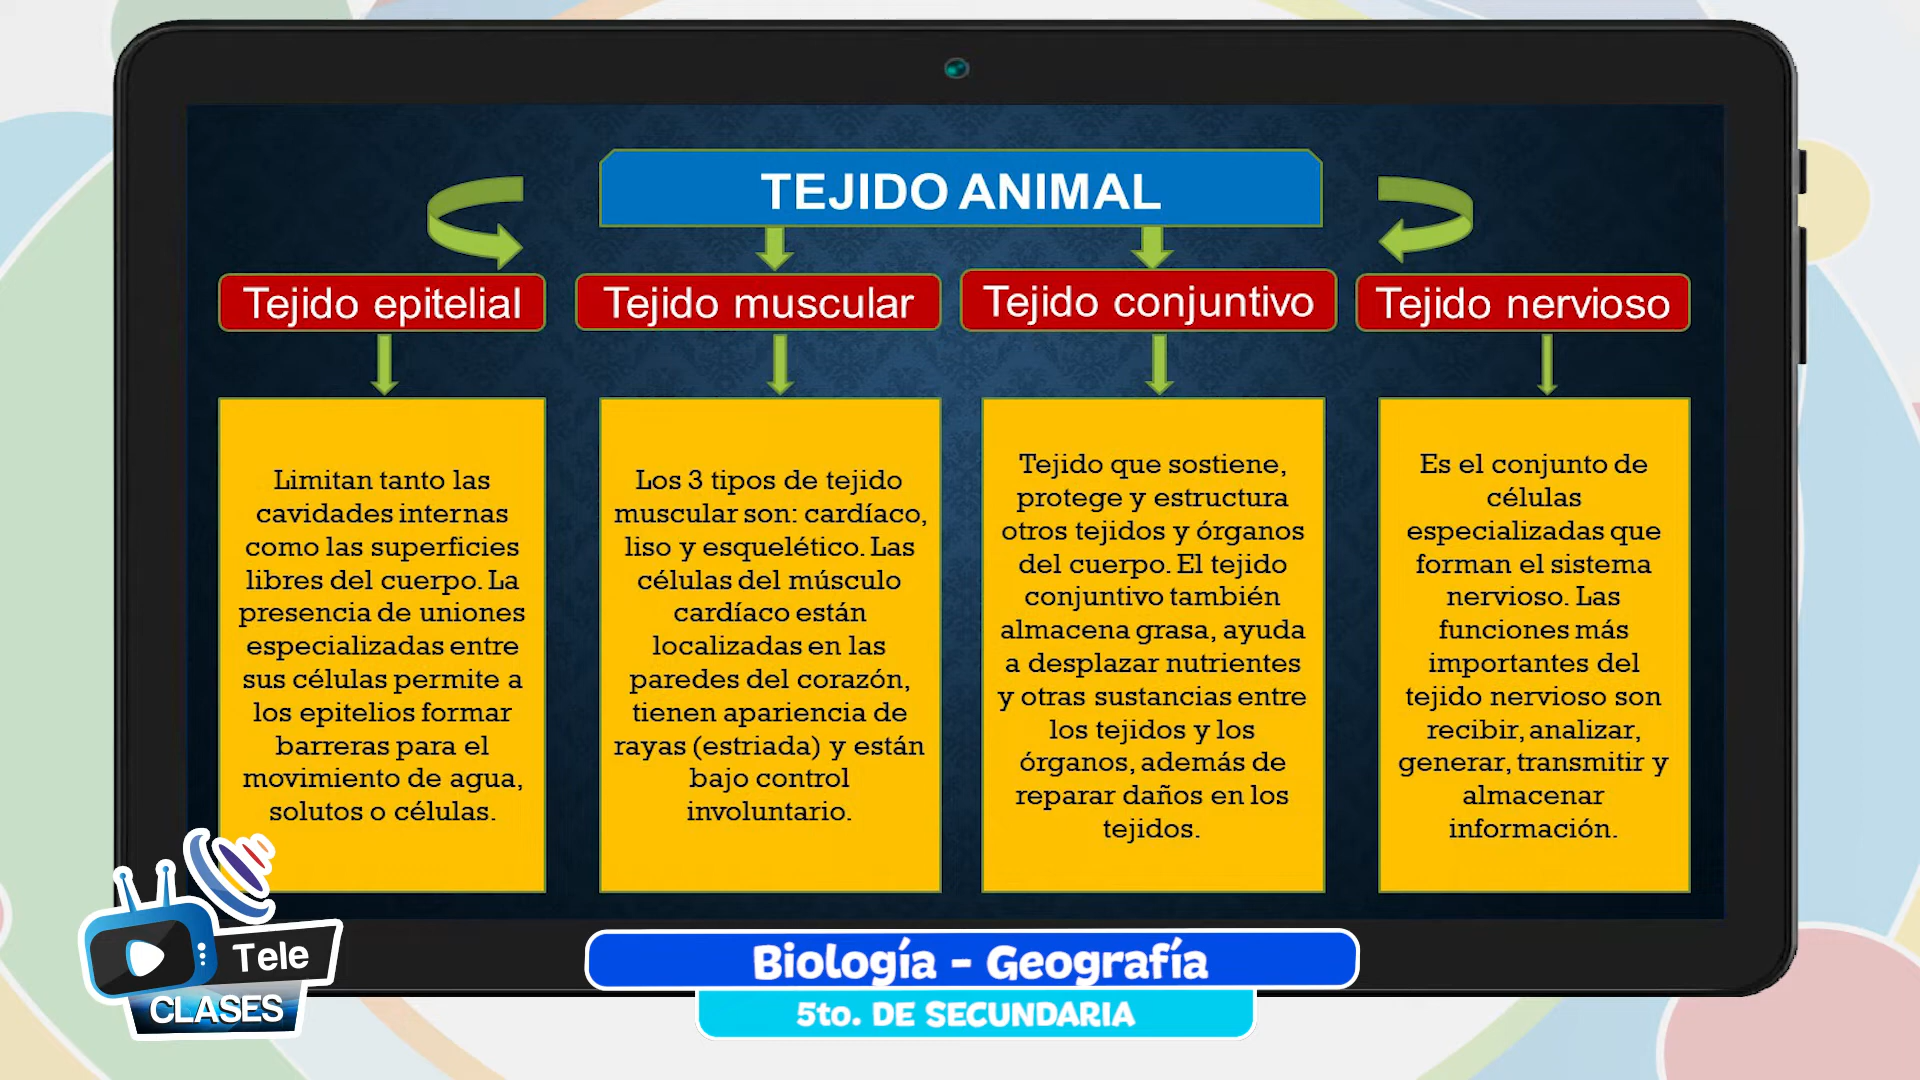 TEJIDO ANIMAL
Tejido epitelial
Limitan tanto las
cavidades internas
como las superficies
libres del cuerpo. La
presencia de uniones
especializadas entre
sus células permite a
los epitelios formar
barreras para el
movimiento de agua,
solutos o células.
Tejido muscular
Los 3 tipos de tejido
muscular son: cardíaco,
liso y esquelético. Las
células del músculo
cardíaco están
localizadas en las
paredes del corazón,
tienen apariencia de
rayas (estriada) y están
bajo control
involuntario.
Tejido conjuntivo
Tejido que sostiene,
protege y estructura
otros tejidos y órganos
del cuerpo. El tejido
conjuntivo también
almacena grasa, ayuda
a desplazar nutrientes
y otras sustancias entre
los tejidos y los
órganos, además de
reparar daños en los
tejidos.
Tejido nervioso
Es el conjunto de
células
especializadas que
forman el sistema
nervioso. Las
funciones más
importantes del
tejido nervioso son
recibir, analizar,
generar, transmitir y
almacenar
información.
Tele
CLASES
Biología - Geografía
5to. DE SECUNDARIA